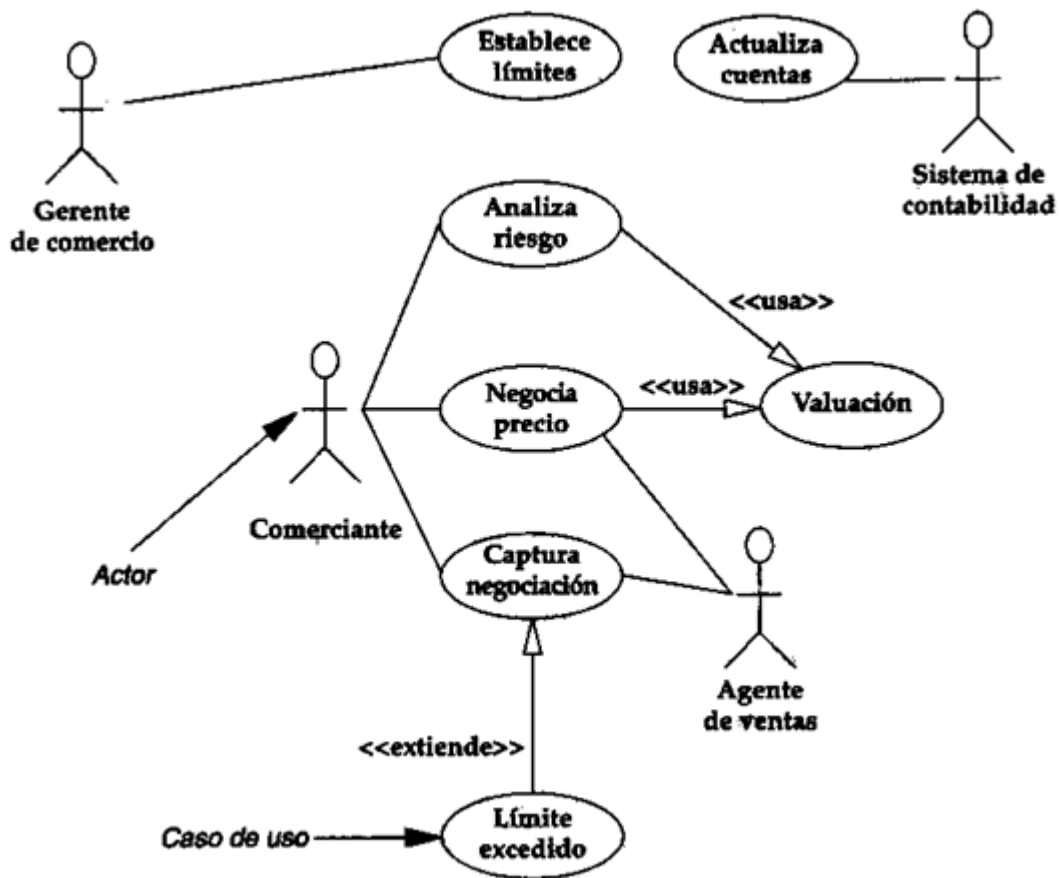 Establece
límites
Actualiza
cuentas
Gerente
de comercio
Sistema de
contabilidad
Analiza
riesgo
<<usa>>
Negocia
precio
<<usa>>
Valuación
Comerciante
Actor
Captura
negociación
Agente
de ventas
<<extiende>>
Caso de uso
Límite
excedido